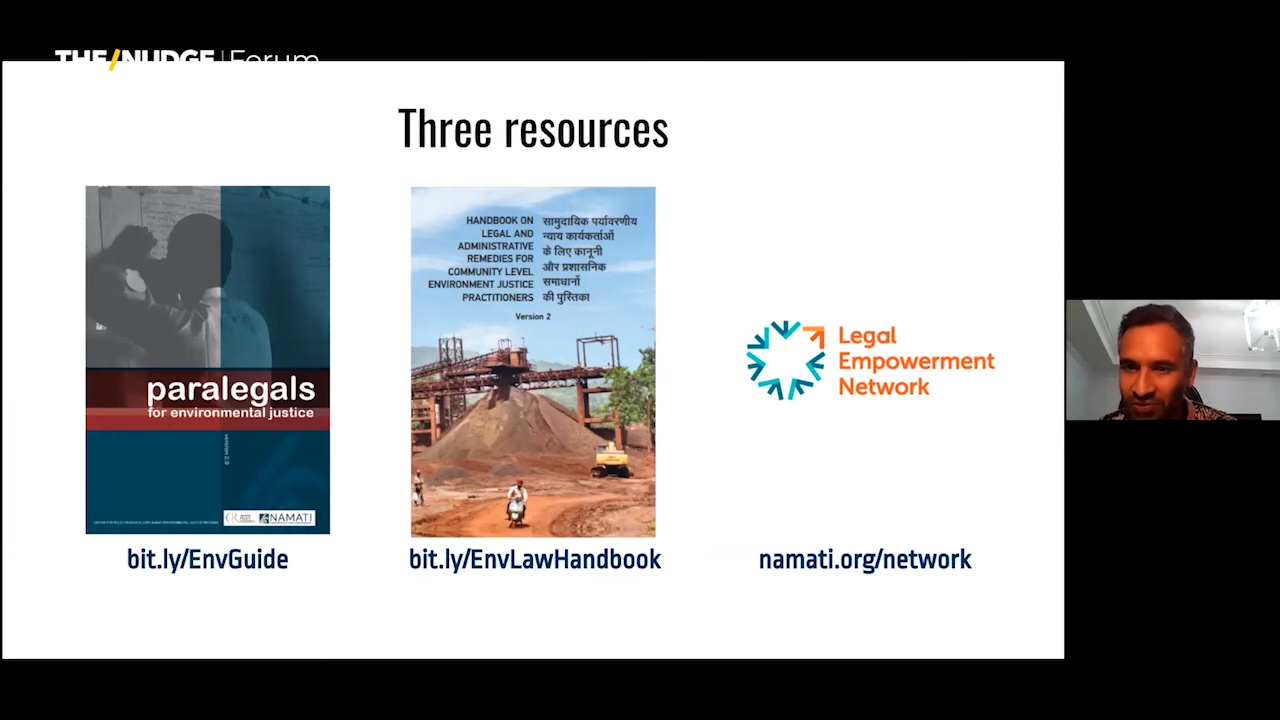 THE/NUDGE | Forum
Three resources
paralegals
for environmental justice
version 2.0
NAMATI
bit.ly/EnvGuide
HANDBOOK ON
LEGAL AND
ADMINISTRATIVE
REMEDIES FOR
COMMUNITY LEVEL
ENVIRONMENT JUSTICE
PRACTITIONERS
सामुदायिक पर्यावरणीय
न्याय कार्यकर्ताओं
के लिए कानूनी
और प्रशासनिक
समाधानों
की पुस्तिका
Version 2
bit.ly/EnvLawHandbook
Legal
Empowerment
Network
namati.org/network